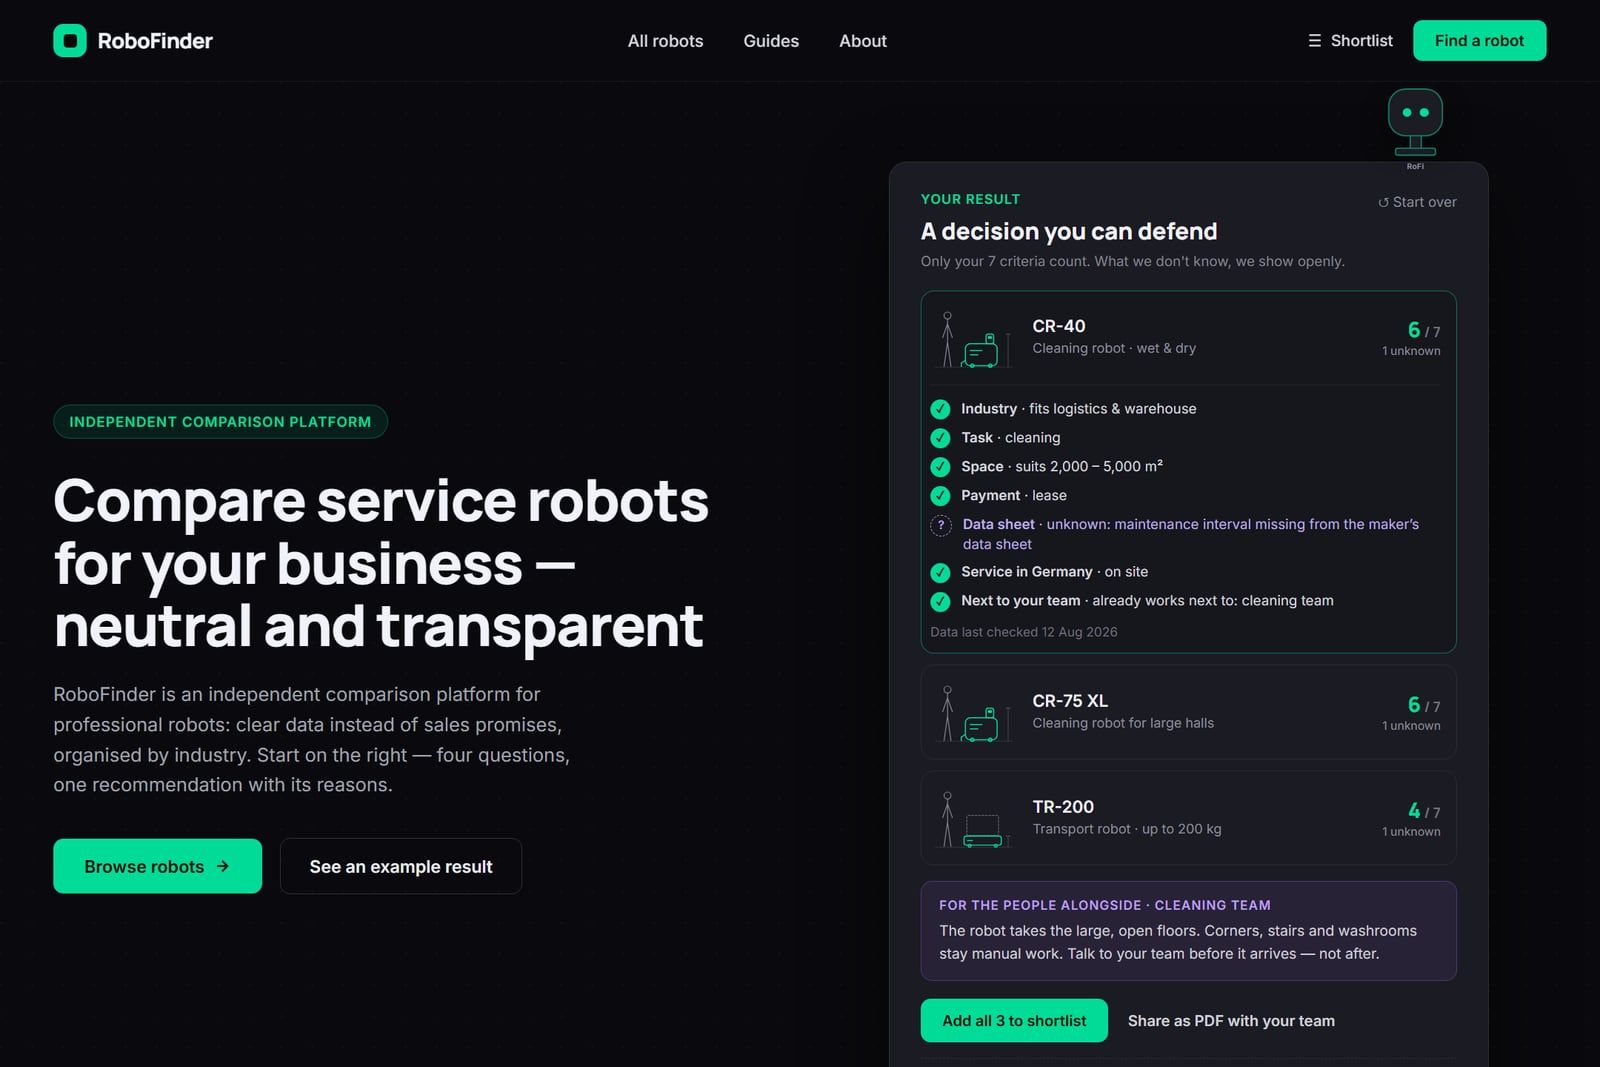 RoboFinder
All robots
Guides
About
☰ Shortlist
Find a robot
RoFi
INDEPENDENT COMPARISON PLATFORM
Compare service robots
for your business —
neutral and transparent
RoboFinder is an independent comparison platform for
professional robots: clear data instead of sales promises,
organised by industry. Start on the right — four questions,
one recommendation with its reasons.
Browse robots →
See an example result
YOUR RESULT
↺ Start over
A decision you can defend
Only your 7 criteria count. What we don't know, we show openly.
CR-40
Cleaning robot · wet & dry
6 / 7
1 unknown
✓ Industry · fits logistics & warehouse
✓ Task · cleaning
✓ Space · suits 2,000 – 5,000 m²
✓ Payment · lease
? Data sheet · unknown: maintenance interval missing from the maker’s
data sheet
✓ Service in Germany · on site
✓ Next to your team · already works next to: cleaning team
Data last checked 12 Aug 2026
CR-75 XL
Cleaning robot for large halls
6 / 7
1 unknown
TR-200
Transport robot · up to 200 kg
4 / 7
1 unknown
FOR THE PEOPLE ALONGSIDE · CLEANING TEAM
The robot takes the large, open floors. Corners, stairs and washrooms
stay manual work. Talk to your team before it arrives — not after.
Add all 3 to shortlist
Share as PDF with your team